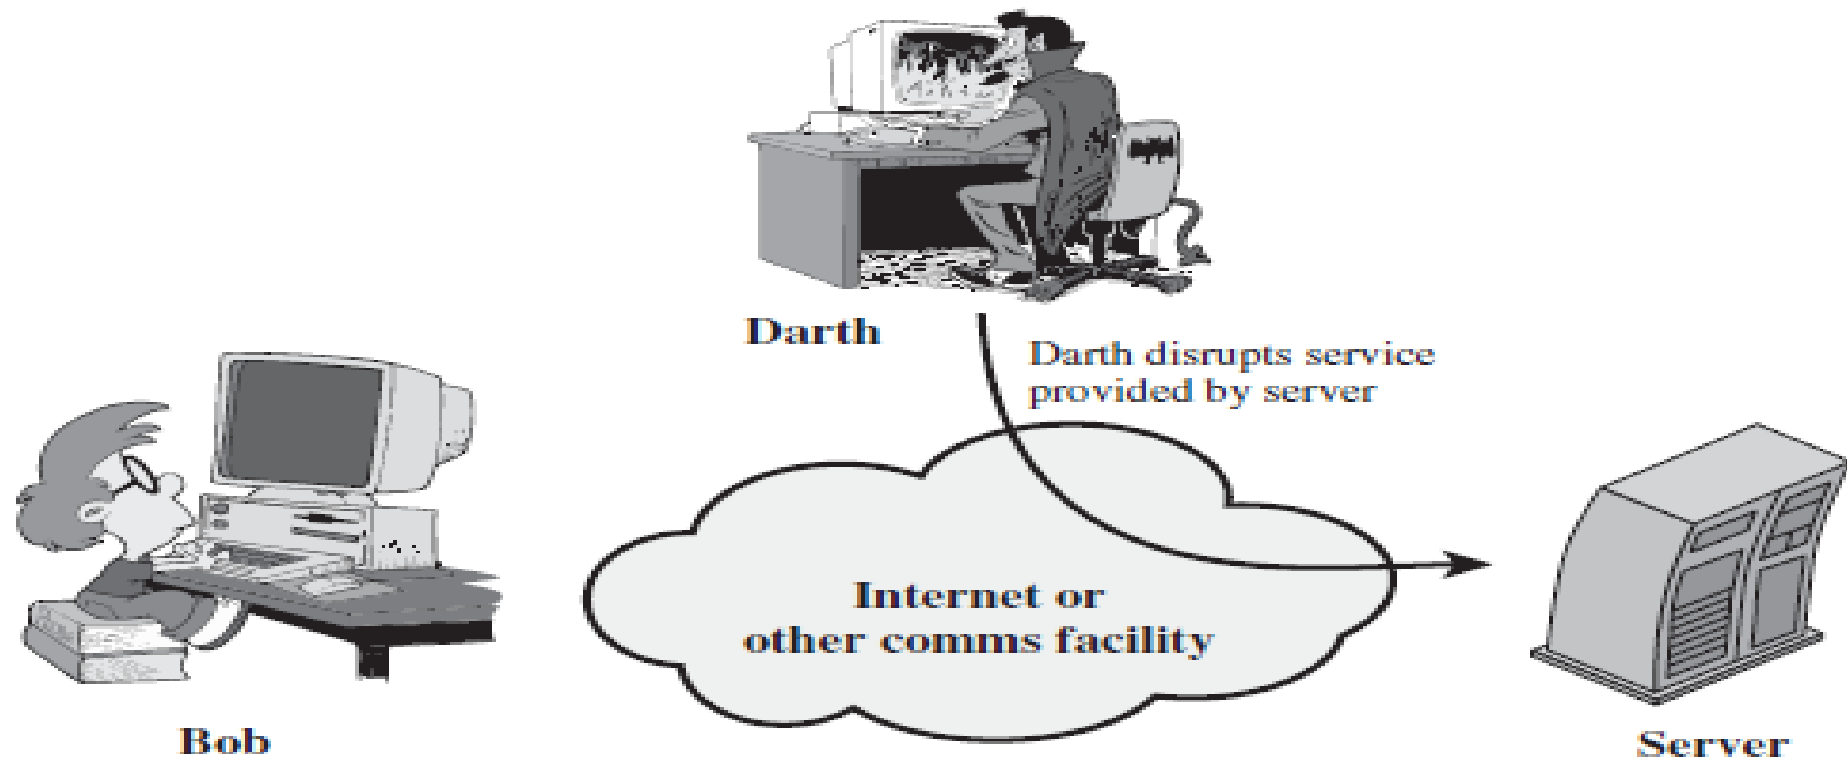 Darth
Darth disrupts service
provided by server
Internet or
other comms facility
Bob
Server